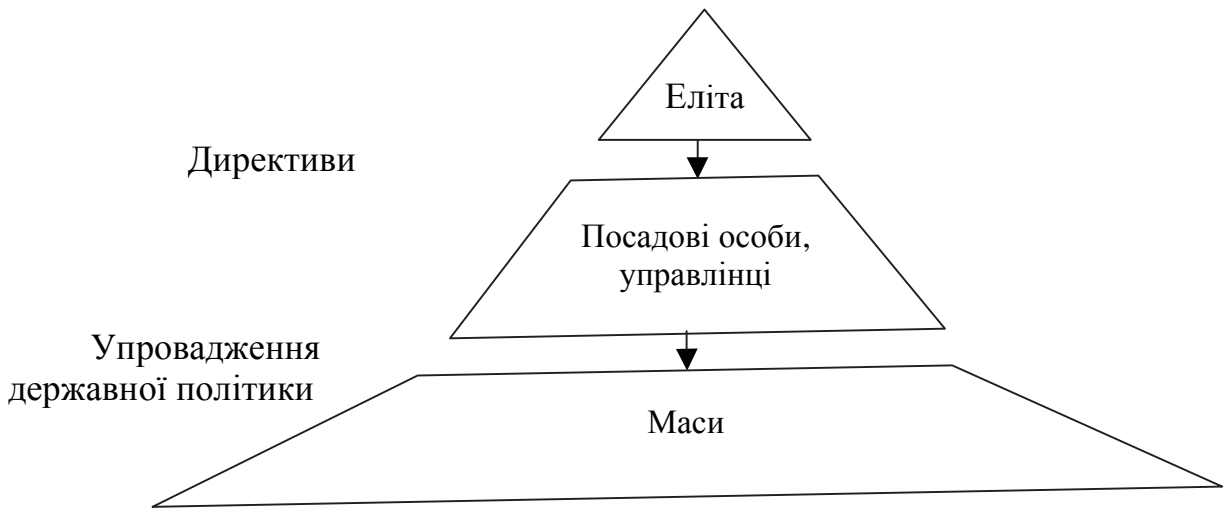 Еліта
Директиви
Посадові особи,
управлінці
Упровадження
державної політики
Маси